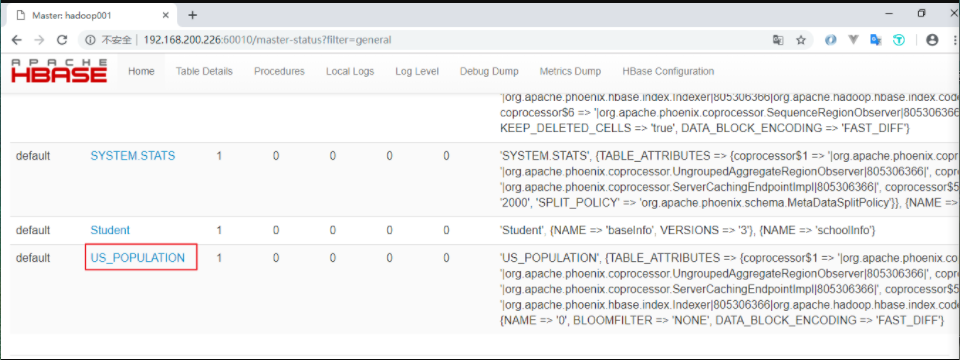 Master: hadoop001
不安全 | 192.168.200.226:60010/master-status?filter=general
APACHE
HBASE
Home Table Details Procedures Local Logs Log Level Debug Dump Metrics Dump HBase Configuration
'|org.apache.phoenix.hbase.index.Indexer|805306366|org.apache.hadoop.hbase.index.code
coprocessor$6 => '|org.apache.phoenix.coprocessor.SequenceRegionObserver|805306366
KEEP_DELETED_CELLS => 'true', DATA_BLOCK_ENCODING => 'FAST_DIFF'}
default SYSTEM.STATS 1 0 0 0 0 'SYSTEM.STATS', {TABLE_ATTRIBUTES => {coprocessor$1 => '|org.apache.phoenix.copr
'|org.apache.phoenix.coprocessor.UngroupedAggregateRegionObserver|805306366|', copro
'|org.apache.phoenix.coprocessor.ServerCachingEndpointImpl|805306366|', coprocessor$5
'2000', 'SPLIT_POLICY' => 'org.apache.phoenix.schema.MetaDataSplitPolicy'}}, {NAME =>
default Student 1 0 0 0 0 'Student', {NAME => 'baseInfo', VERSIONS => '3'}, {NAME => 'schoolInfo'}
default US_POPULATION 1 0 0 0 0 'US_POPULATION', {TABLE_ATTRIBUTES => {coprocessor$1 => '|org.apache.phoenix.co
'|org.apache.phoenix.coprocessor.UngroupedAggregateRegionObserver|805306366|', copro
'|org.apache.phoenix.coprocessor.ServerCachingEndpointImpl|805306366|', coprocessor$5
'|org.apache.phoenix.hbase.index.Indexer|805306366|org.apache.hadoop.hbase.index.code
{NAME => '0', BLOOMFILTER => 'NONE', DATA_BLOCK_ENCODING => 'FAST_DIFF'}